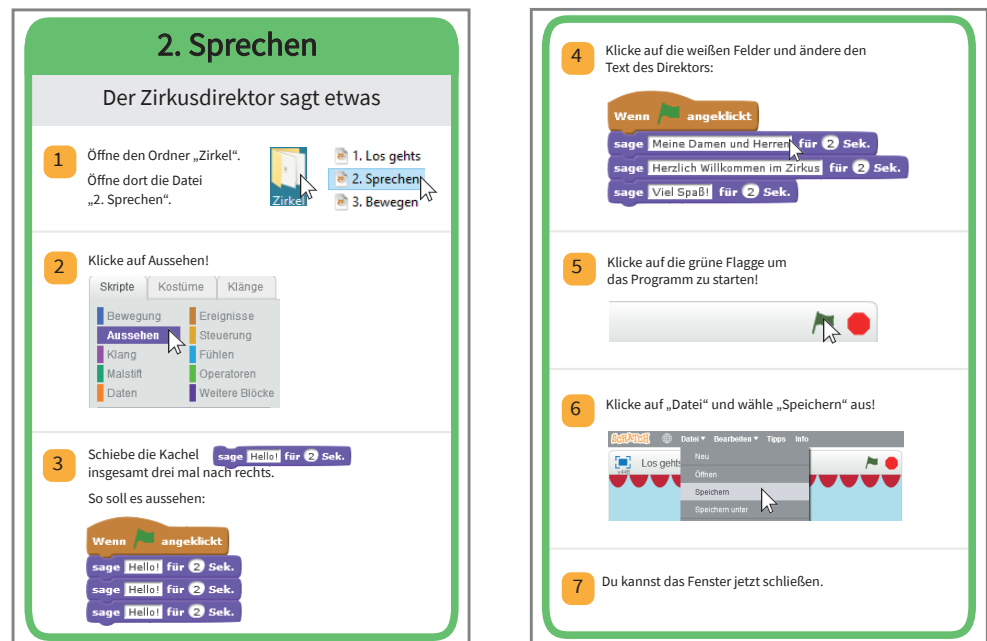 2. Sprechen
Der Zirkusdirektor sagt etwas
1
Öffne den Ordner „Zirkel“.
Öffne dort die Datei
„2. Sprechen“.
Zirkel
1. Los gehts
2. Sprechen
3. Bewegen
2
Klicke auf Aussehen!
Skripte Kostüme Klänge
Bewegung Ereignisse
Aussehen Steuerung
Klang Fühlen
Malstift Operatoren
Daten Weitere Blöcke
3
Schiebe die Kachel sage Hello! für 2 Sek.
insgesamt drei mal nach rechts.
So soll es aussehen:
Wenn angeklickt
sage Hello! für 2 Sek.
sage Hello! für 2 Sek.
sage Hello! für 2 Sek.
4
Klicke auf die weißen Felder und ändere den
Text des Direktors:
Wenn angeklickt
sage Meine Damen und Herren für 2 Sek.
sage Herzlich Willkommen im Zirkus für 2 Sek.
sage Viel Spaß! für 2 Sek.
5
Klicke auf die grüne Flagge um
das Programm zu starten!
6
Klicke auf „Datei“ und wähle „Speichern“ aus!
SCRATCH Datei Bearbeiten Tipps Info
Los gehts
Neu
Öffnen
Speichern
Speichern unter
7
Du kannst das Fenster jetzt schließen.